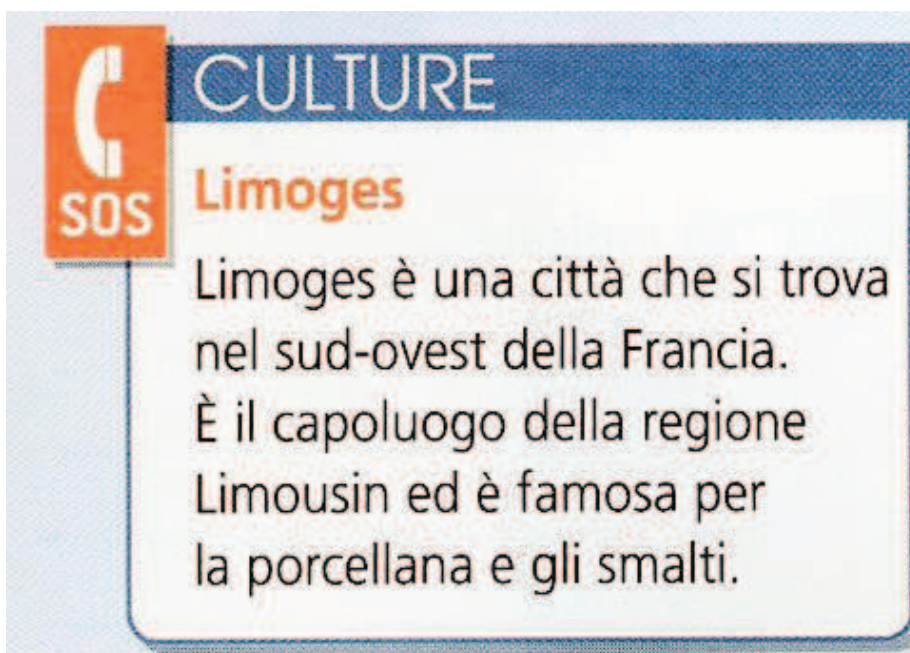 SOS
CULTURE
Limoges
Limoges è una città che si trova
nel sud-ovest della Francia.
È il capoluogo della regione
Limousin ed è famosa per
la porcellana e gli smalti.